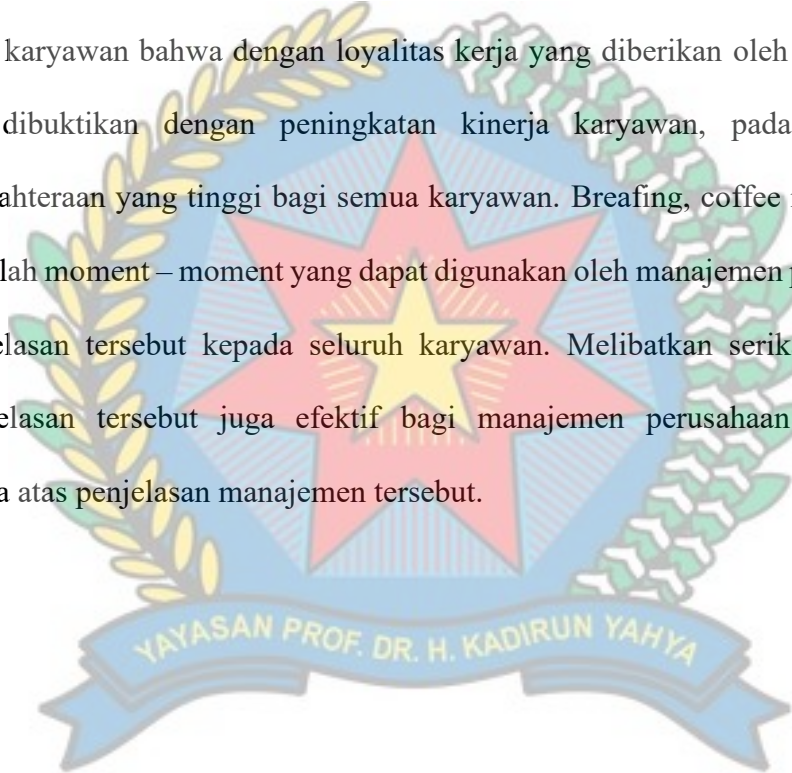 karyawan bahwa dengan loyalitas kerja yang diberikan oleh
dibuktikan dengan peningkatan kinerja karyawan, pada
ahteraan yang tinggi bagi semua karyawan. Breafing, coffee
lah moment – moment yang dapat digunakan oleh manajemen
elasan tersebut kepada seluruh karyawan. Melibatkan serik
elasan tersebut juga efektif bagi manajemen perusahaan
a atas penjelasan manajemen tersebut.
YAYASAN PROF. DR. H. KADIRUN YAHYA